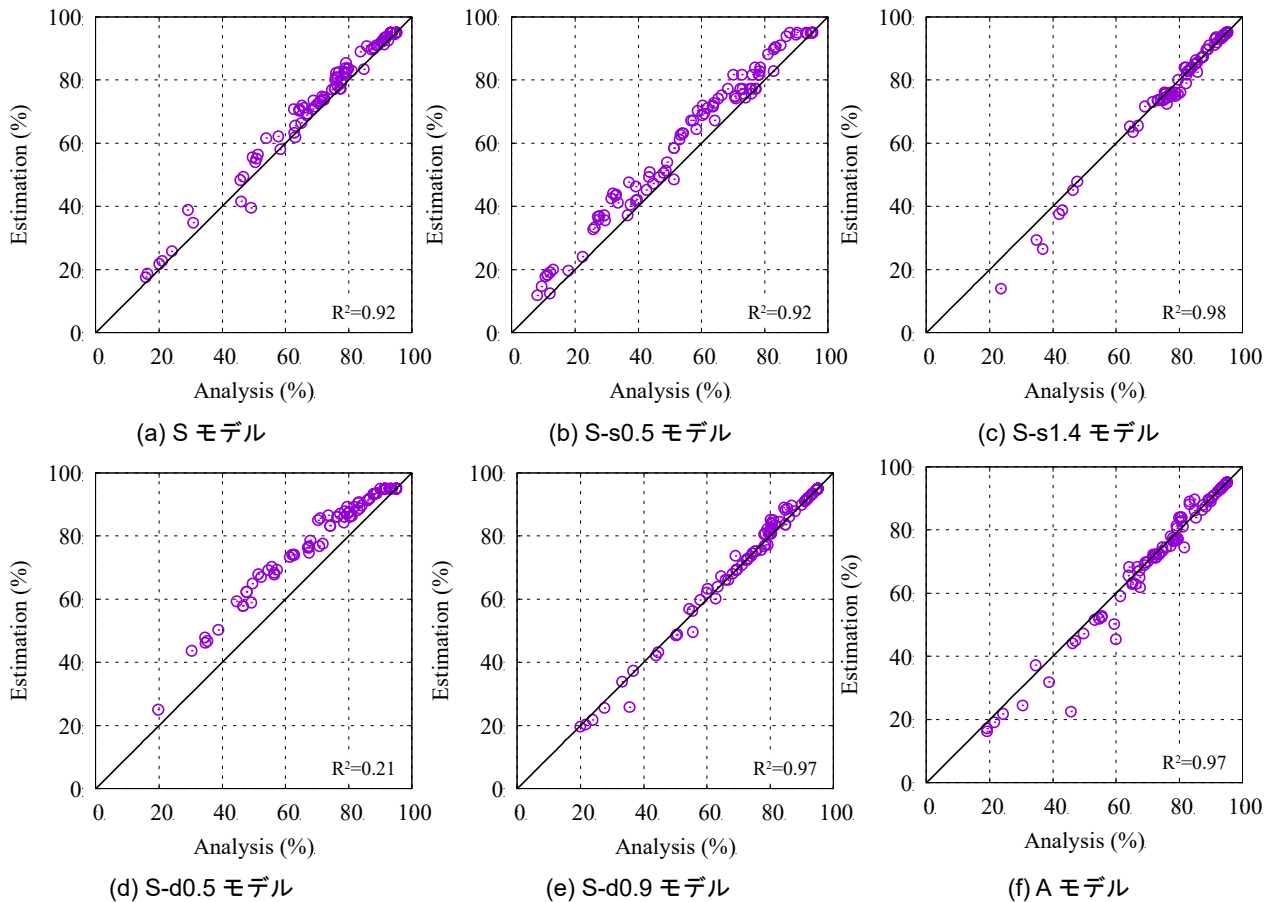 100
80
60
40
20
0
Estimation (%)
R²=0.92
0 20 40 60 80 100
Analysis (%)
(a) S モデル
100
80
60
40
20
0
Estimation (%)
R²=0.92
0 20 40 60 80 100
Analysis (%)
(b) S-s0.5 モデル
100
80
60
40
20
0
Estimation (%)
R²=0.98
0 20 40 60 80 100
Analysis (%)
(c) S-s1.4 モデル
100
80
60
40
20
0
Estimation (%)
R²=0.21
0 20 40 60 80 100
Analysis (%)
(d) S-d0.5 モデル
100
80
60
40
20
0
Estimation (%)
R²=0.97
0 20 40 60 80 100
Analysis (%)
(e) S-d0.9 モデル
100
80
60
40
20
0
Estimation (%)
R²=0.97
0 20 40 60 80 100
Analysis (%)
(f) A モデル